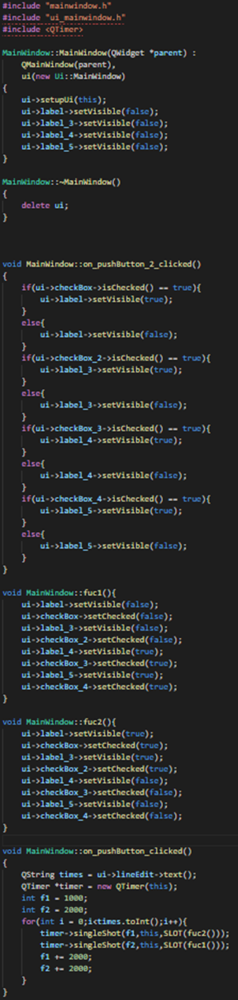 #include "mainwindow.h"
#include "ui_mainwindow.h"
#include <QTimer>

MainWindow::MainWindow(QWidget *parent) :
    QMainWindow(parent),
    ui(new Ui::MainWindow)
{
    ui->setupUi(this);
    ui->label->setVisible(false);
    ui->label_3->setVisible(false);
    ui->label_4->setVisible(false);
    ui->label_5->setVisible(false);
}

MainWindow::~MainWindow()
{
    delete ui;
}

void MainWindow::on_pushButton_2_clicked()
{
    if(ui->checkBox->isChecked() == true){
        ui->label->setVisible(true);
    }
    else{
        ui->label->setVisible(false);
    }
    if(ui->checkBox_2->isChecked() == true){
        ui->label_3->setVisible(true);
    }
    else{
        ui->label_3->setVisible(false);
    }
    if(ui->checkBox_3->isChecked() == true){
        ui->label_4->setVisible(true);
    }
    else{
        ui->label_4->setVisible(false);
    }
    if(ui->checkBox_4->isChecked() == true){
        ui->label_5->setVisible(true);
    }
    else{
        ui->label_5->setVisible(false);
    }
}

void MainWindow::fuc1(){
    ui->label->setVisible(false);
    ui->checkBox->setChecked(false);
    ui->label_3->setVisible(false);
    ui->checkBox_2->setChecked(false);
    ui->label_4->setVisible(true);
    ui->checkBox_3->setChecked(true);
    ui->label_5->setVisible(true);
    ui->checkBox_4->setChecked(true);
}

void MainWindow::fuc2(){
    ui->label->setVisible(true);
    ui->checkBox->setChecked(true);
    ui->label_3->setVisible(true);
    ui->checkBox_2->setChecked(true);
    ui->label_4->setVisible(false);
    ui->checkBox_3->setChecked(false);
    ui->label_5->setVisible(false);
    ui->checkBox_4->setChecked(false);
}

void MainWindow::on_pushButton_clicked()
{
    QString times = ui->lineEdit->text();
    QTimer *timer = new QTimer(this);
    int f1 = 1000;
    int f2 = 2000;
    for(int i = 0;i<times.toInt();i++){
        timer->singleShot(f1,this,SLOT(fuc2()));
        timer->singleShot(f2,this,SLOT(fuc1()));
        f1 += 2000;
        f2 += 2000;
    }
}